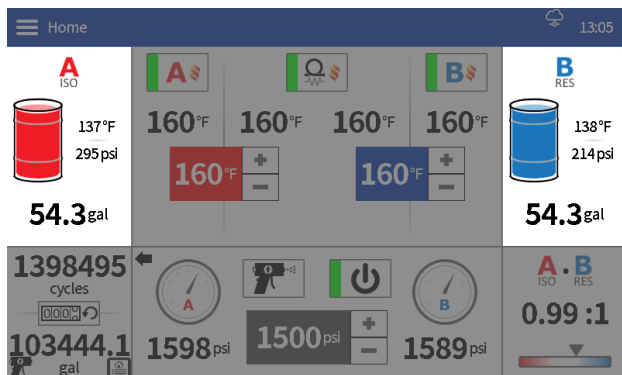 Home
13:05
A
ISO
137°F
295 psi
54.3 gal
A
B
160°F
160°F
160°F
160°F
160°F
+
−
160°F
+
−
B
RES
138°F
214 psi
54.3 gal
1398495
cycles
000
103444.1
gal
A
1598 psi
1500 psi
+
−
B
1589 psi
A : B
ISO RES
0.99 :1